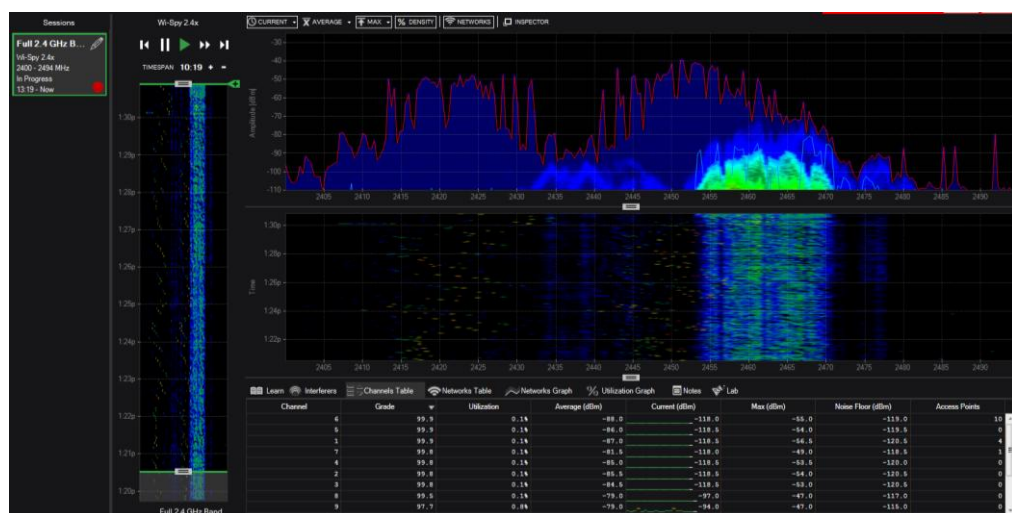 Sessions
Full 2.4 GHz B...
Wi-Spy 2.4x
2400 - 2494 MHz
In Progress
13:19 - Now
Wi-Spy 2.4x
TIMESPAN 10:19 + -
1:30p
1:29p
1:28p
1:27p
1:26p
1:25p
1:24p
1:23p
1:22p
1:21p
1:20p
Full 2.4 GHz Band
CURRENT AVERAGE MAX % DENSITY NETWORKS INSPECTOR
Amplitude [dBm]
-30
-40
-50
-60
-70
-80
-90
-100
-110
2405 2410 2415 2420 2425 2430 2435 2440 2445 2450 2455 2460 2465 2470 2475 2480 2485 2490
Time
1:30p
1:28p
1:26p
1:24p
1:22p
2405 2410 2415 2420 2425 2430 2435 2440 2445 2450 2455 2460 2465 2470 2475 2480 2485 2490
Learn Interferers Channels Table Networks Table Networks Graph % Utilization Graph Notes Lab
Channel Grade Utilization Average (dBm) Current (dBm) Max (dBm) Noise Floor (dBm) Access Points
6 99.9 0.1% -88.0 -118.0 -55.0 -119.0 10
5 99.9 0.1% -86.0 -118.5 -54.0 -119.5 0
1 99.9 0.1% -87.0 -118.5 -56.5 -120.5 4
7 99.8 0.1% -81.5 -118.5 -49.0 -118.5 1
4 99.8 0.1% -85.0 -118.5 -53.5 -120.0 0
2 99.8 0.1% -85.5 -118.5 -54.0 -120.5 0
3 99.8 0.1% -84.5 -118.5 -53.0 -120.5 0
8 99.5 0.1% -79.0 -97.0 -47.0 -117.0 0
9 97.7 0.8% -79.0 -94.0 -47.0 -115.0 0